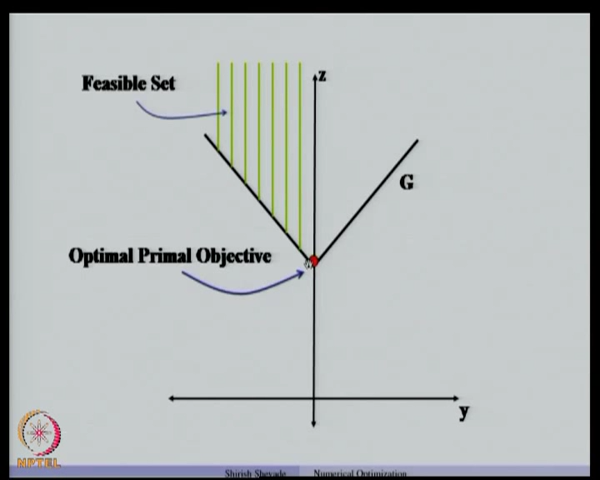 z
Feasible Set
G
Optimal Primal Objective
y
NPTEL
Shirish Shevade Numerical Optimization